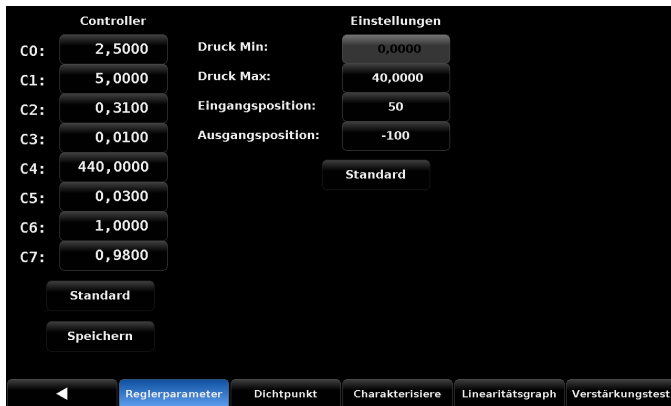 Controller
C0: 2,5000
C1: 5,0000
C2: 0,3100
C3: 0,0100
C4: 440,0000
C5: 0,0300
C6: 1,0000
C7: 0,9800
Standard
Speichern
Einstellungen
Druck Min: 0,0000
Druck Max: 40,0000
Eingangsposition: 50
Ausgangsposition: -100
Standard
Reglerparameter Dichtpunkt Charakterisiere Linearitätsgraph Verstärkungstest